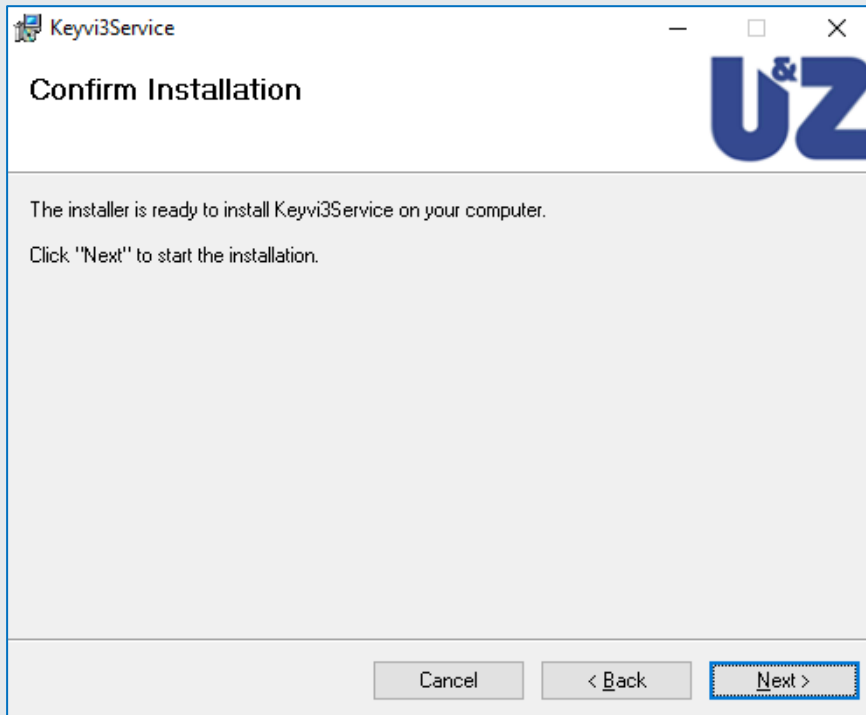 Keyvi3Service
Confirm Installation
U&Z
The installer is ready to install Keyvi3Service on your computer.
Click "Next" to start the installation.
Cancel
< Back
Next >